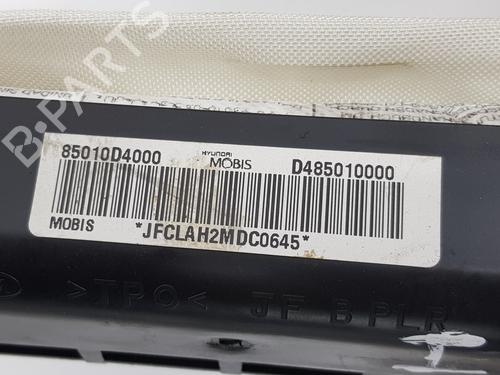 85010D4000
HYUNDAI
MOBIS
D485010000
MOBIS
*JFCLAH2MDC0645*
>TPO<
JF B PLR
B-PARTS